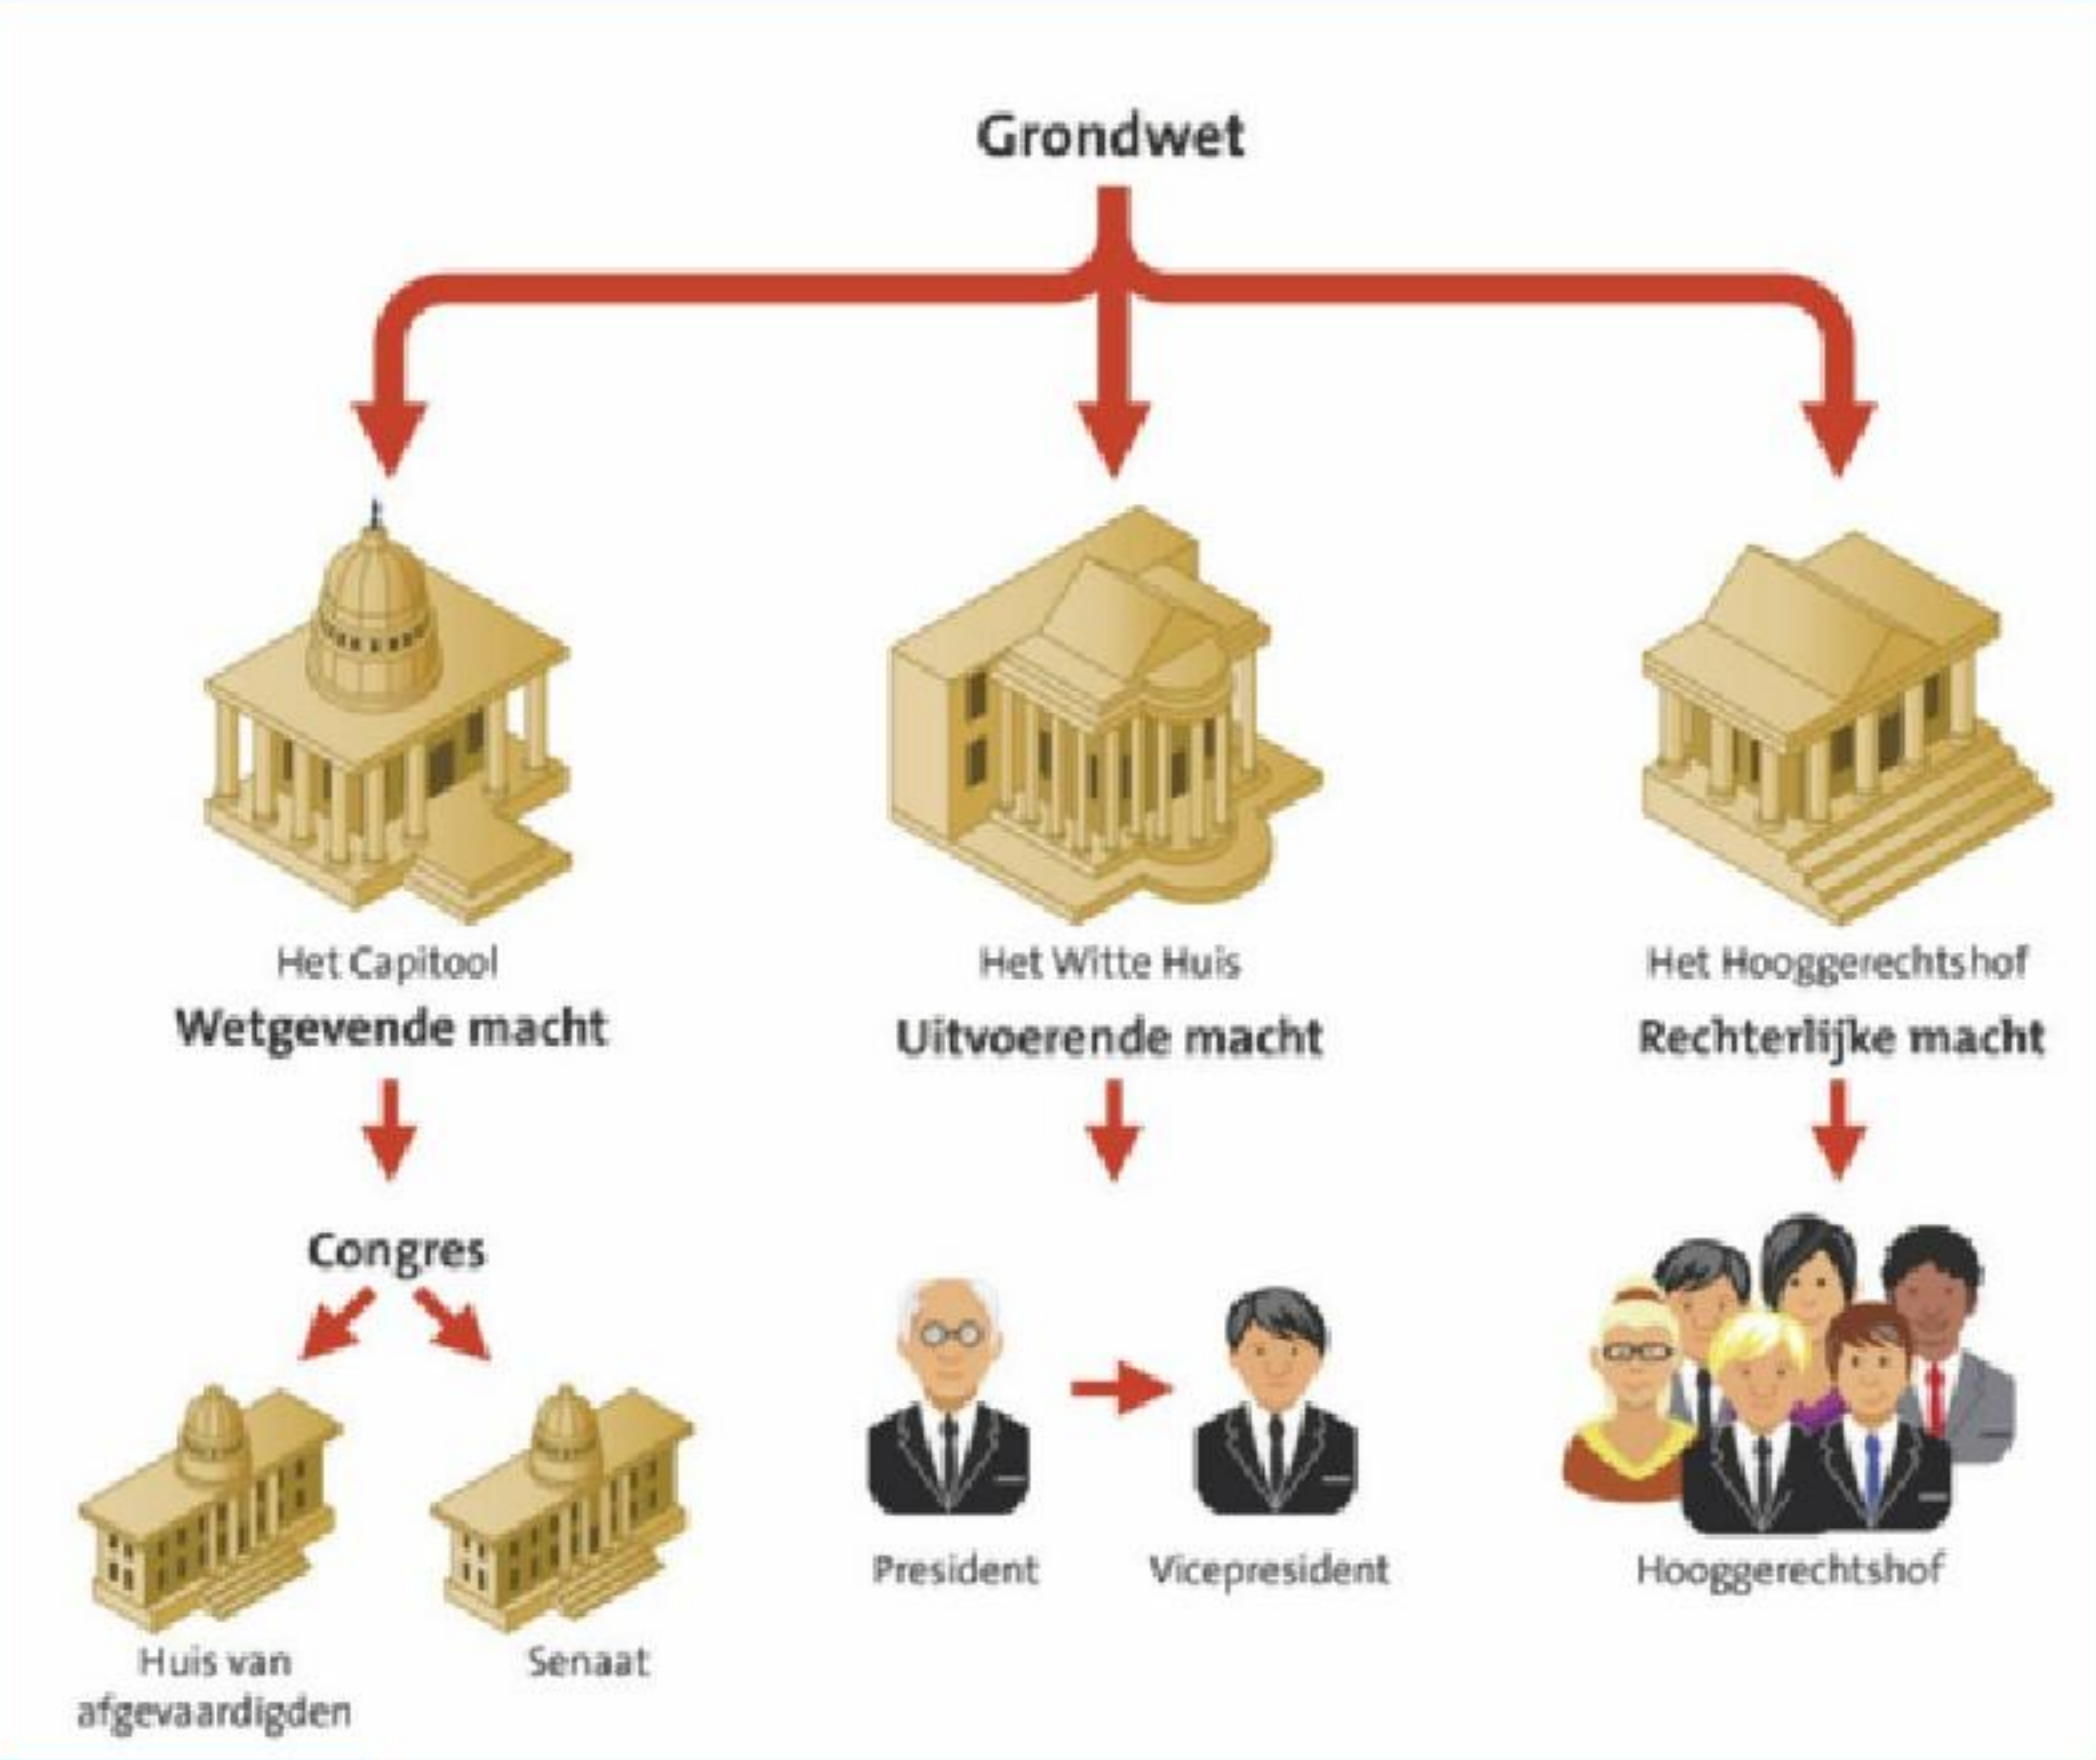 Grondwet
Het Capitool
Wetgevende macht
Het Witte Huis
Uitvoerende macht
Het Hooggerechtshof
Rechterlijke macht
Congres
Huis van
afgevaardigden
Senaat
President
Vicepresident
Hooggerechtshof